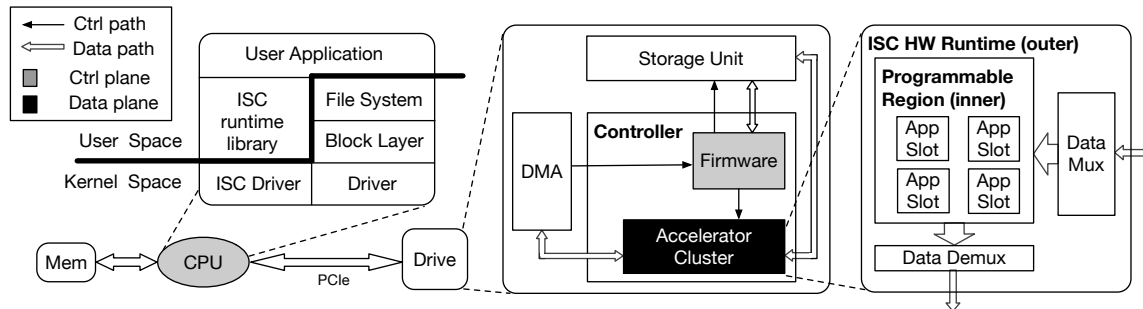 Ctrl path
Data path
Ctrl plane
Data plane
User Application
ISC
runtime
library
File System
Block Layer
User Space
Kernel Space
ISC Driver
Driver
Mem
CPU
PCIe
Drive
Storage Unit
Controller
DMA
Firmware
Accelerator
Cluster
ISC HW Runtime (outer)
Programmable
Region (inner)
App
Slot
App
Slot
App
Slot
App
Slot
Data
Mux
Data Demux